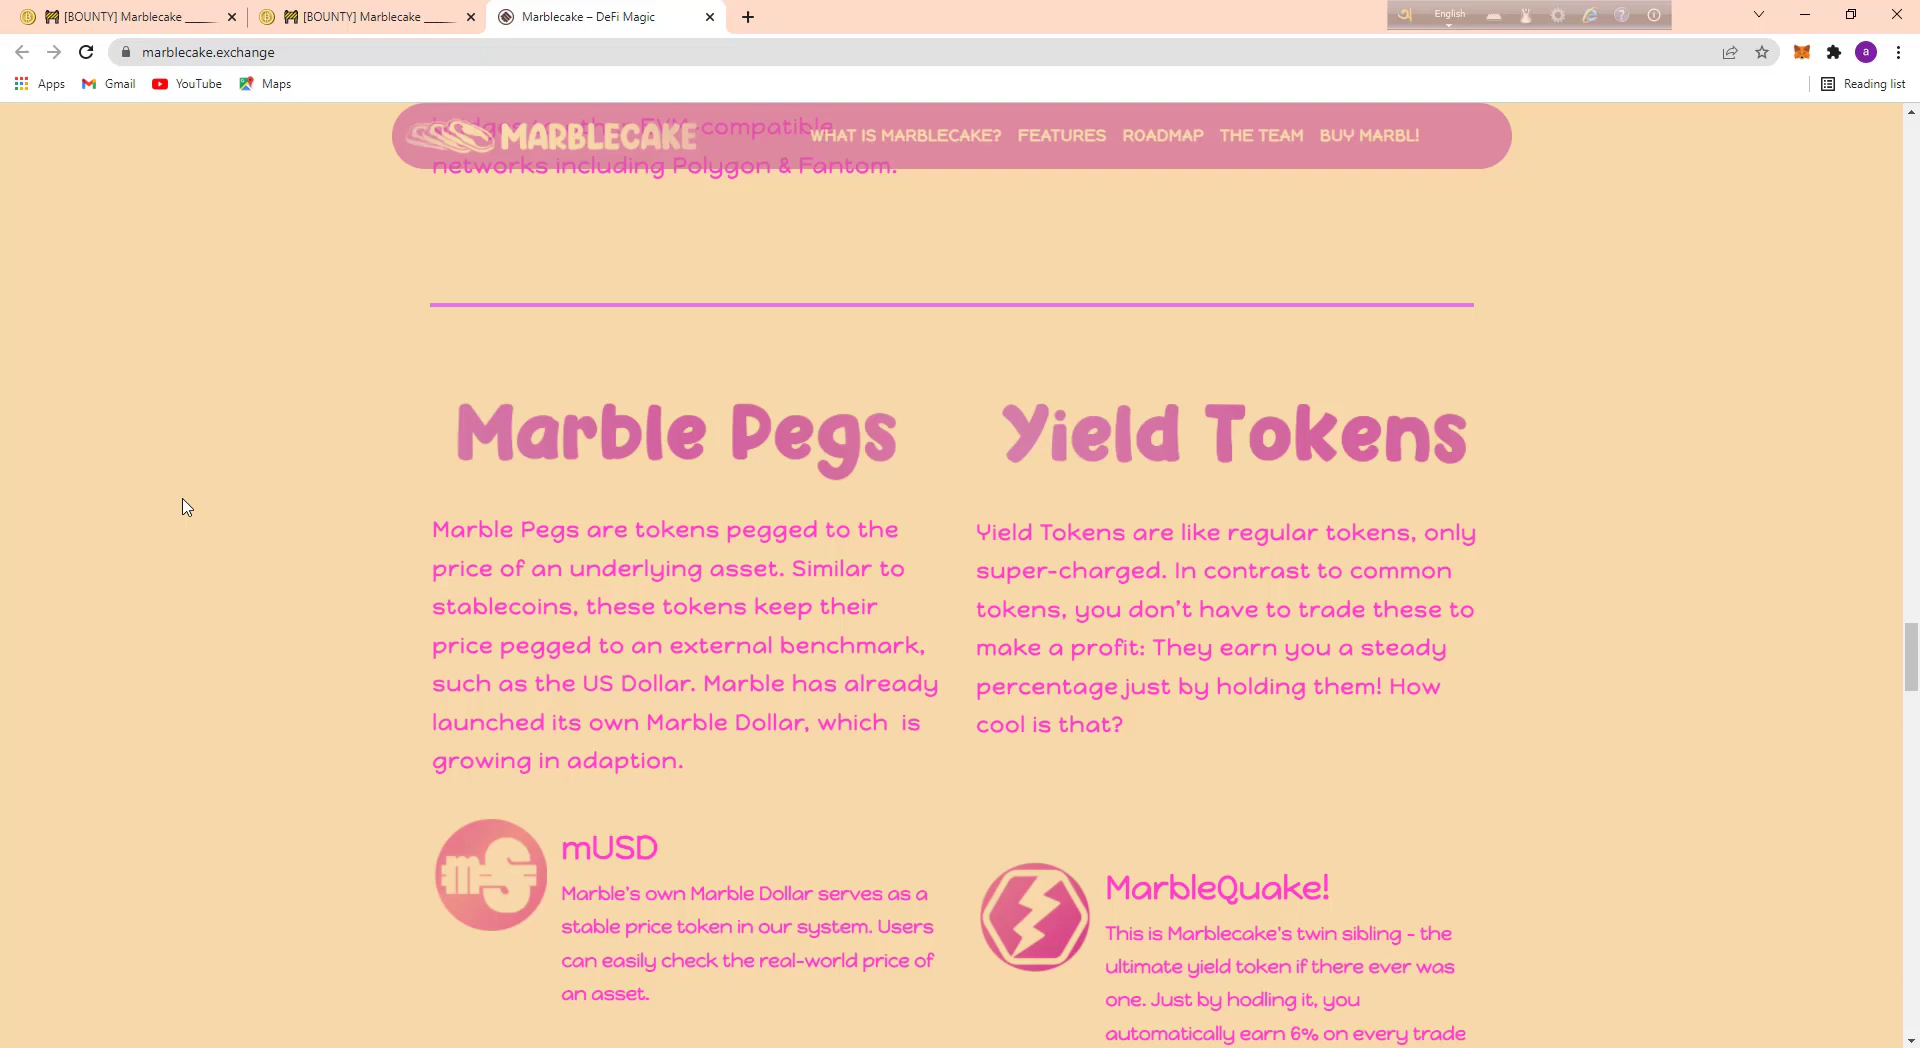 [BOUNTY] Marblecake
[BOUNTY] Marblecake
Marblecake – DeFi Magic
English
marblecake.exchange
a
Apps
Gmail
YouTube
Maps
Reading list
MARBLECAKE
WHAT IS MARBLECAKE?
FEATURES
ROADMAP
THE TEAM
BUY MARBL!
compatible
networks including Polygon & Fantom.
Marble Pegs
Marble Pegs are tokens pegged to the
price of an underlying asset. Similar to
stablecoins, these tokens keep their
price pegged to an external benchmark,
such as the US Dollar. Marble has already
launched its own Marble Dollar, which is
growing in adaption.
mUSD
Marble's own Marble Dollar serves as a
stable price token in our system. Users
can easily check the real-world price of
an asset.
Yield Tokens
Yield Tokens are like regular tokens, only
super-charged. In contrast to common
tokens, you don't have to trade these to
make a profit: They earn you a steady
percentage just by holding them! How
cool is that?
MarbleQuake!
This is Marblecake's twin sibling - the
ultimate yield token if there ever was
one. Just by hodling it, you
automatically earn 6% on every trade